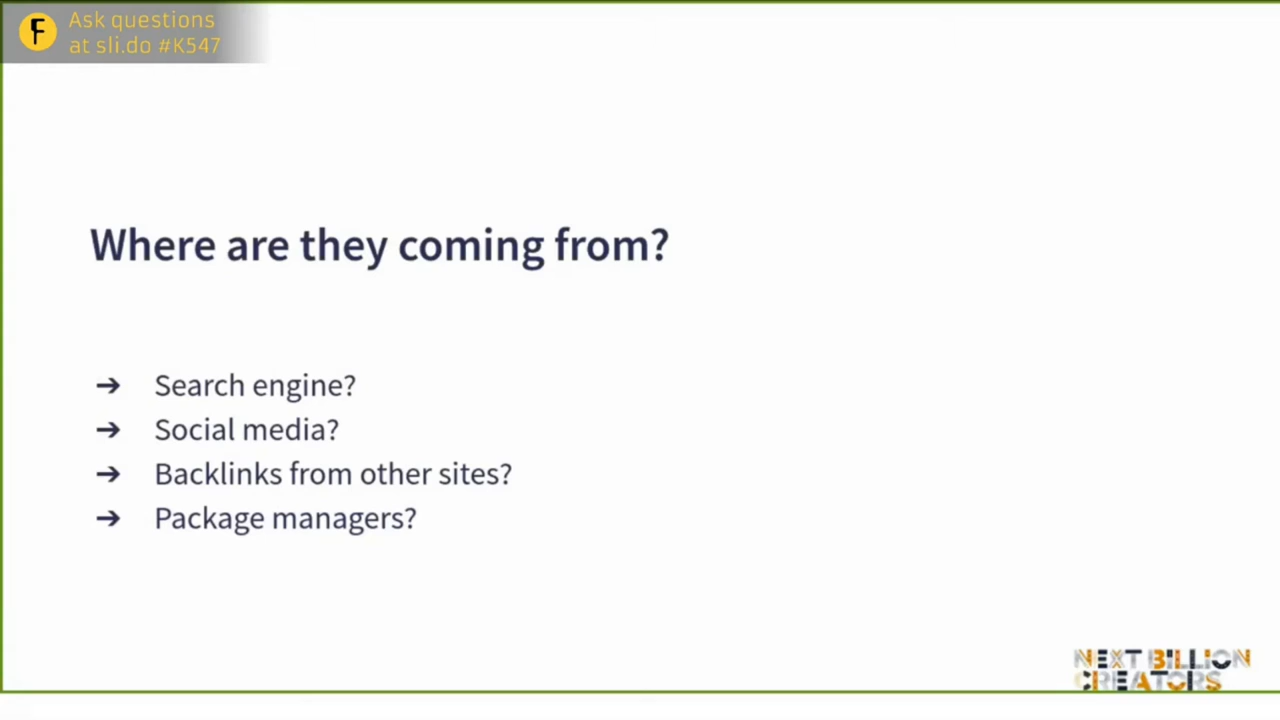 F
Ask questions
at sli.do #K547
Where are they coming from?
➔ Search engine?
➔ Social media?
➔ Backlinks from other sites?
➔ Package managers?
NEXT BILLION
CREATORS